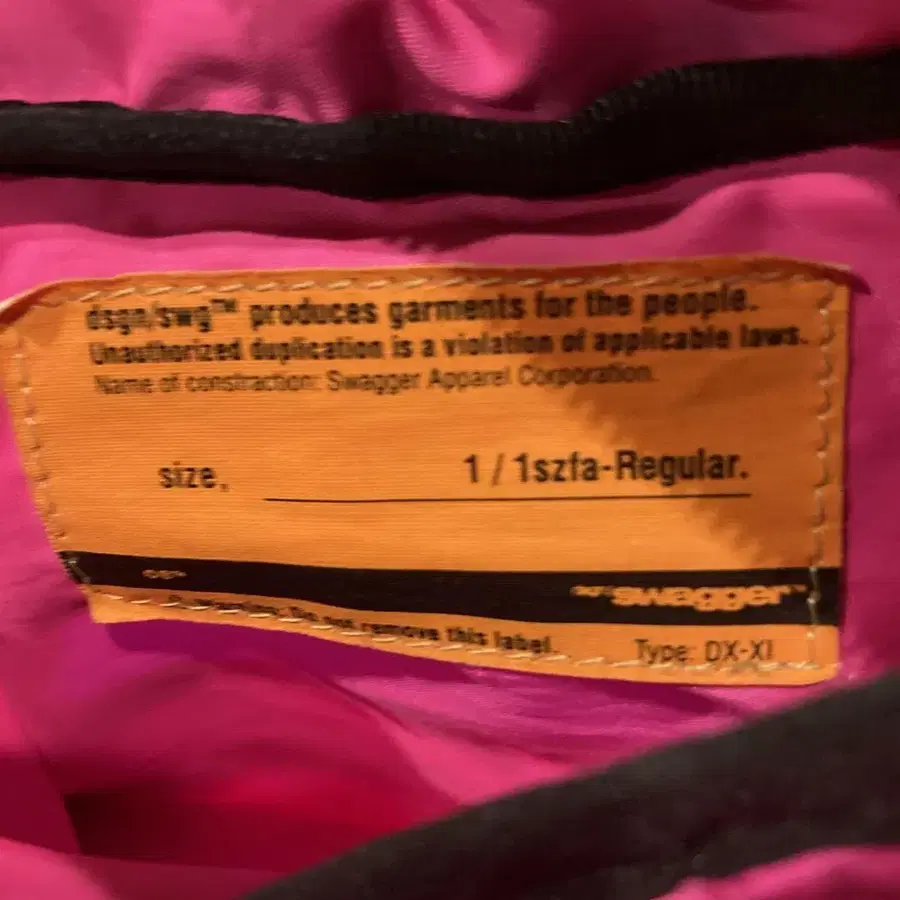 dsgn/swg™ produces garments for the people.
Unauthorized duplication is a violation of applicable laws.
Name of constraction: Swagger Apparel Corporation.
size, 1 / 1szfa-Regular.
swagger
Do not remove this label.
Type: DX-XI